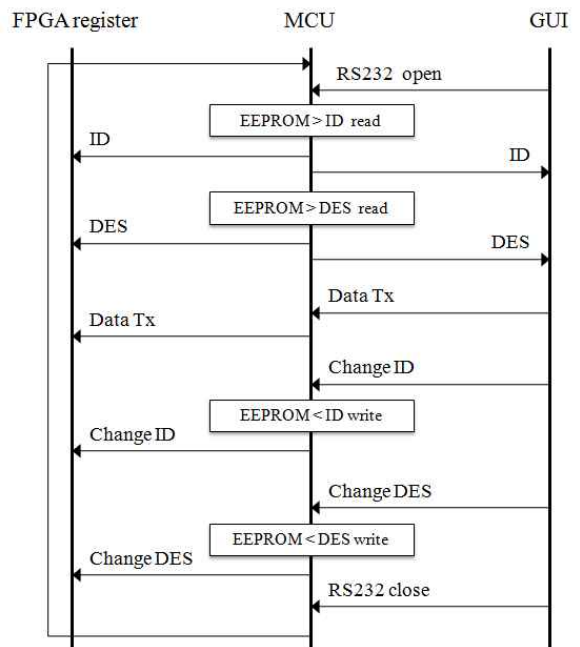 FPGA register MCU GUI
RS232 open
EEPROM > ID read
ID
ID
EEPROM > DES read
DES
DES
Data Tx
Data Tx
Change ID
EEPROM < ID write
Change ID
Change DES
EEPROM < DES write
Change DES
RS232 close